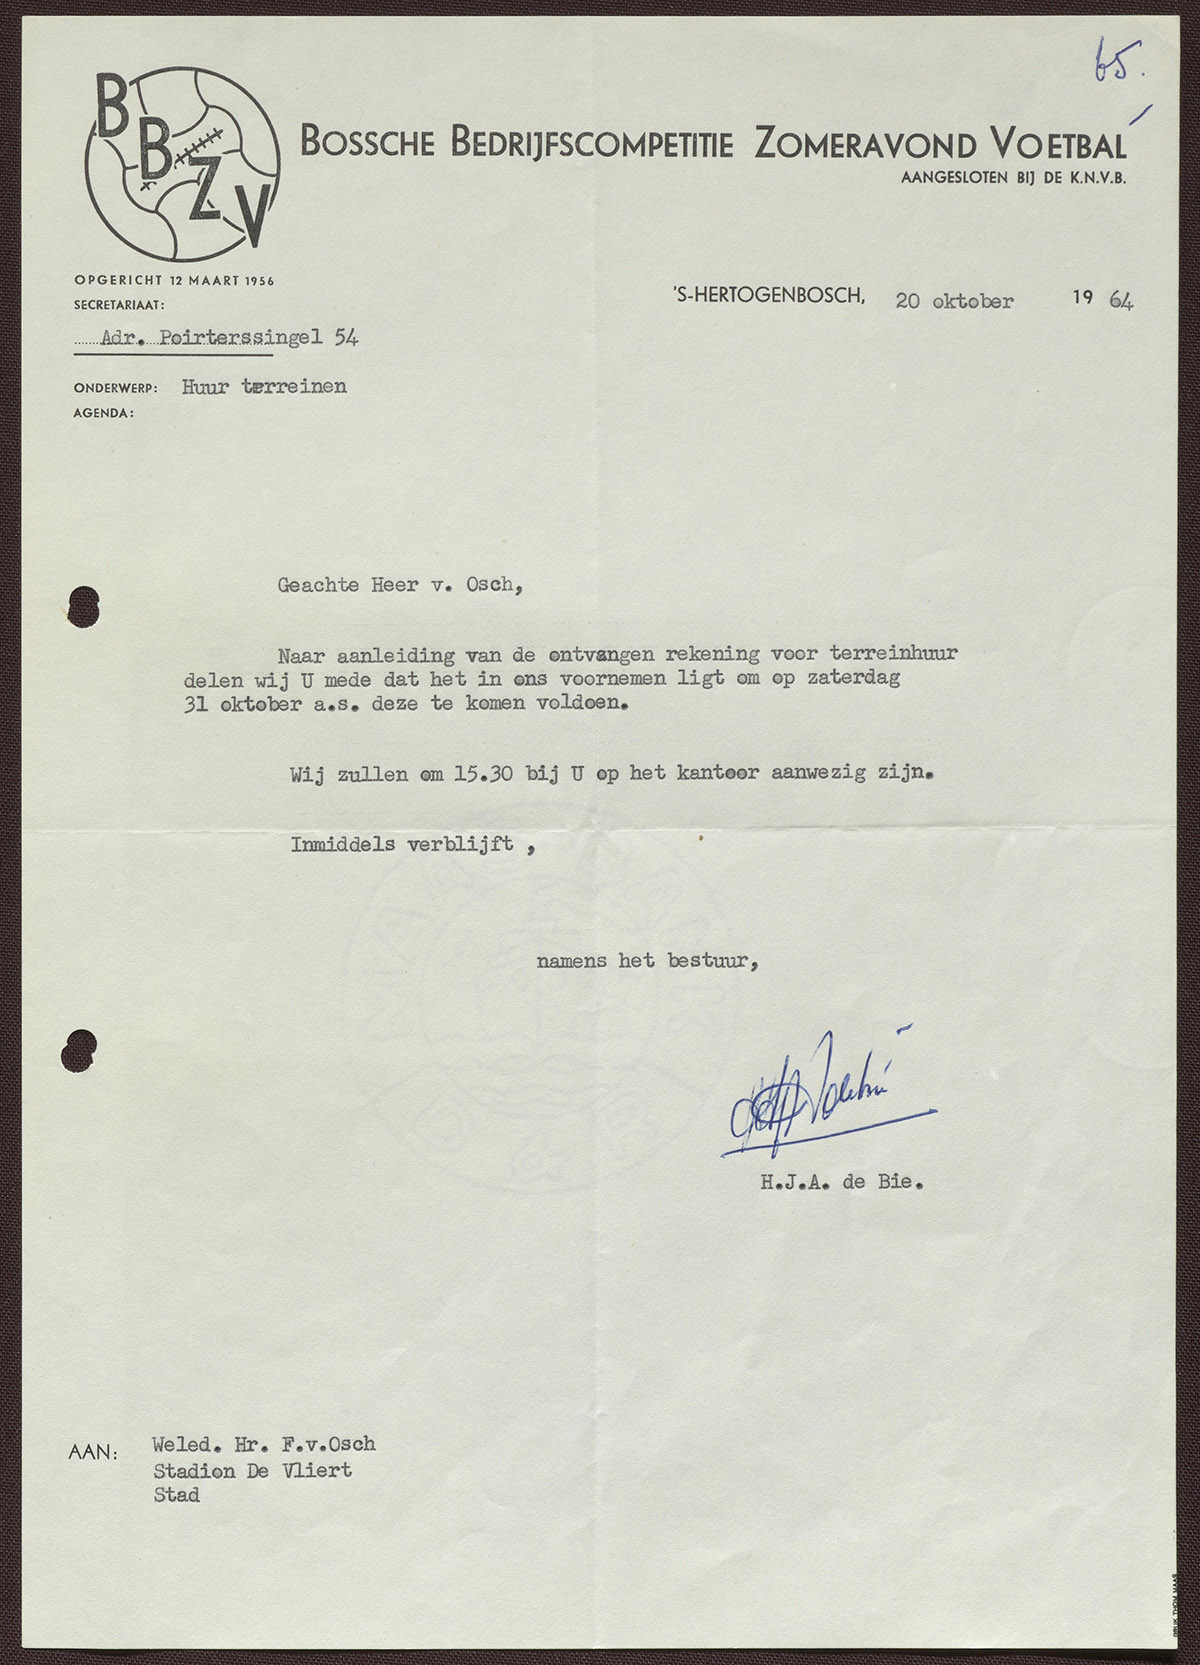 65.
B B Z V
BOSSCHE BEDRIJFSCOMPETITIE ZOMERAVOND VOETBAL
AANGESLOTEN BIJ DE K.N.V.B.
OPGERICHT 12 MAART 1956
SECRETARIAAT:
Adr. Poirterssingel 54
'S-HERTOGENBOSCH, 20 oktober 19 64
ONDERWERP: Huur terreinen
AGENDA:
Geachte Heer v. Osch,
Naar aanleiding van de ontvangen rekening voor terreinhuur
delen wij U mede dat het in ons voornemen ligt om op zaterdag
31 oktober a.s. deze te komen voldoen.
Wij zullen om 15.30 bij U op het kantoor aanwezig zijn.
Inmiddels verblijft ,
namens het bestuur,
H.J.A. de Bie.
AAN: Weled. Hr. F.v.Osch
Stadion De Vliert
Stad